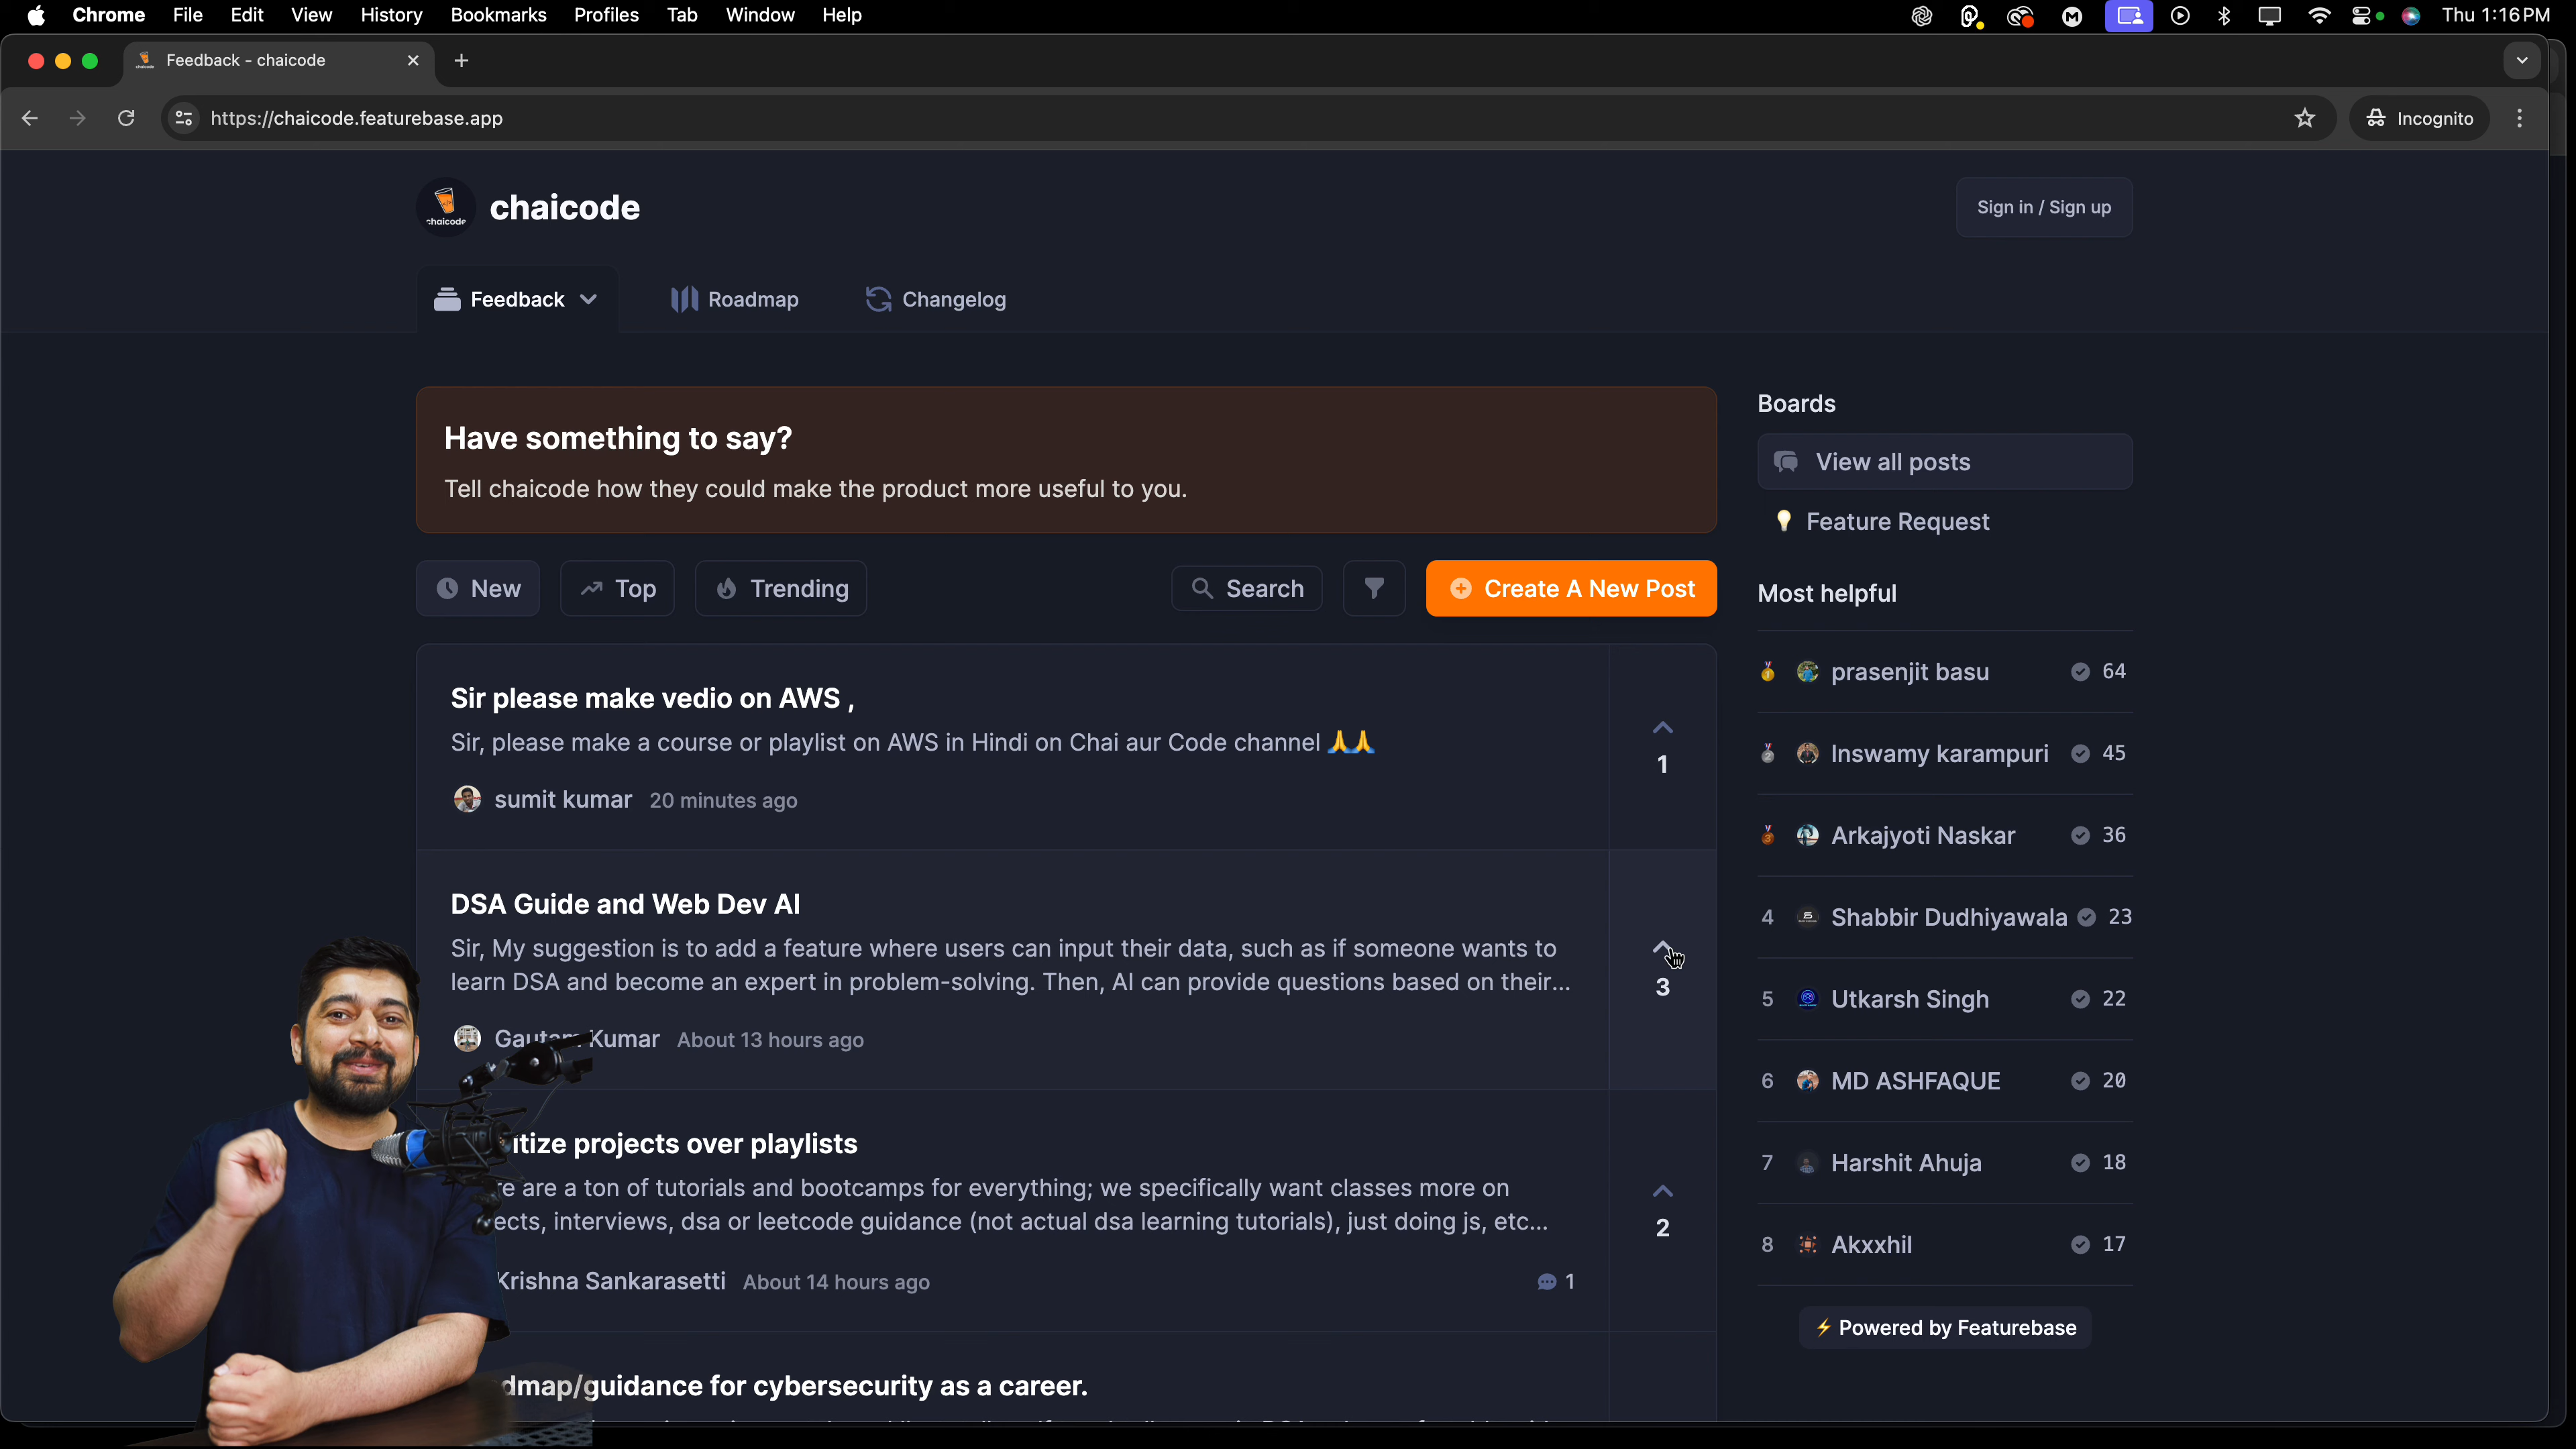 Chrome File Edit View History Bookmarks Profiles Tab Window Help
Thu 1:16 PM
Feedback - chaicode
https://chaicode.featurebase.app
Incognito
chaicode
chaicode
Sign in / Sign up
Feedback
Roadmap
Changelog
Have something to say?
Tell chaicode how they could make the product more useful to you.
New
Top
Trending
Search
Create A New Post
Sir please make vedio on AWS ,
Sir, please make a course or playlist on AWS in Hindi on Chai aur Code channel 🙏🙏
sumit kumar 20 minutes ago
1
DSA Guide and Web Dev AI
Sir, My suggestion is to add a feature where users can input their data, such as if someone wants to
learn DSA and become an expert in problem-solving. Then, AI can provide questions based on their...
Gautam Kumar About 13 hours ago
3
itize projects over playlists
re are a ton of tutorials and bootcamps for everything; we specifically want classes more on
ects, interviews, dsa or leetcode guidance (not actual dsa learning tutorials), just doing js, etc...
Krishna Sankarasetti About 14 hours ago
1
2
dmap/guidance for cybersecurity as a career.
Boards
View all posts
Feature Request
Most helpful
prasenjit basu 64
Inswamy karampuri 45
Arkajyoti Naskar 36
4 Shabbir Dudhiyawala 23
5 Utkarsh Singh 22
6 MD ASHFAQUE 20
7 Harshit Ahuja 18
8 Akxxhil 17
Powered by Featurebase